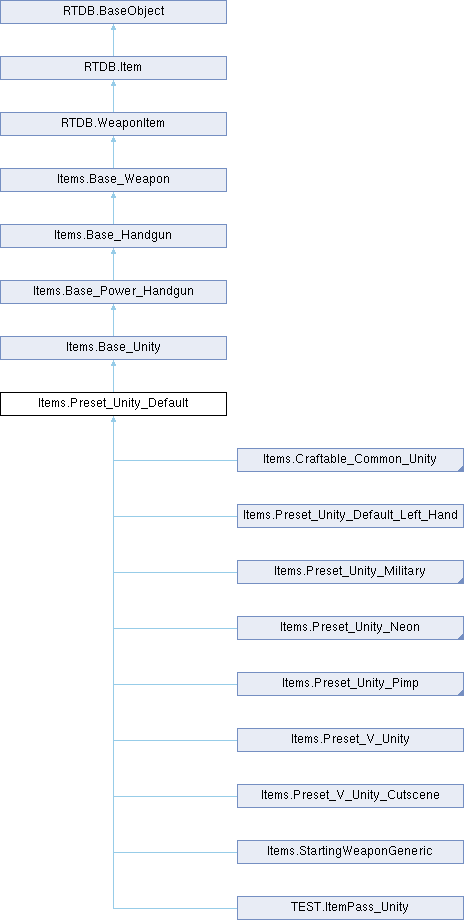 RTDB.BaseObject
RTDB.Item
RTDB.WeaponItem
Items.Base_Weapon
Items.Base_Handgun
Items.Base_Power_Handgun
Items.Base_Unity
Items.Preset_Unity_Default
Items.Craftable_Common_Unity
Items.Preset_Unity_Default_Left_Hand
Items.Preset_Unity_Military
Items.Preset_Unity_Neon
Items.Preset_Unity_Pimp
Items.Preset_V_Unity
Items.Preset_V_Unity_Cutscene
Items.StartingWeaponGeneric
TEST.ItemPass_Unity